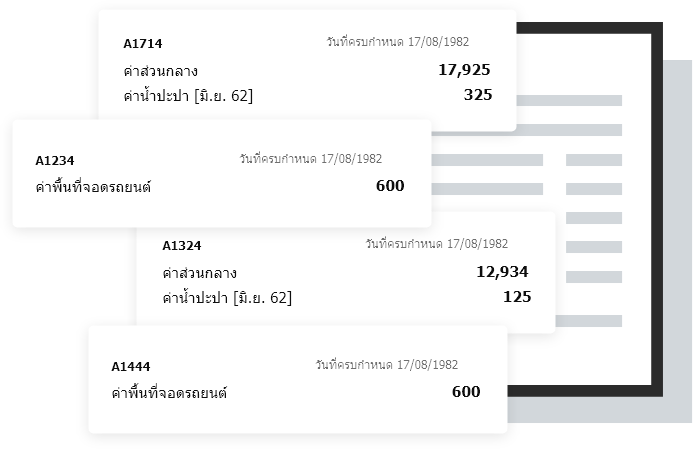 A1714 วันที่ครบกำหนด 17/08/1982
ค่าส่วนกลาง 17,925
ค่าน้ำปะปา [มิ.ย. 62] 325
A1234 วันที่ครบกำหนด 17/08/1982
ค่าพื้นที่จอดรถยนต์ 600
A1324 วันที่ครบกำหนด 17/08/1982
ค่าส่วนกลาง 12,934
ค่าน้ำปะปา [มิ.ย. 62] 125
A1444 วันที่ครบกำหนด 17/08/1982
ค่าพื้นที่จอดรถยนต์ 600